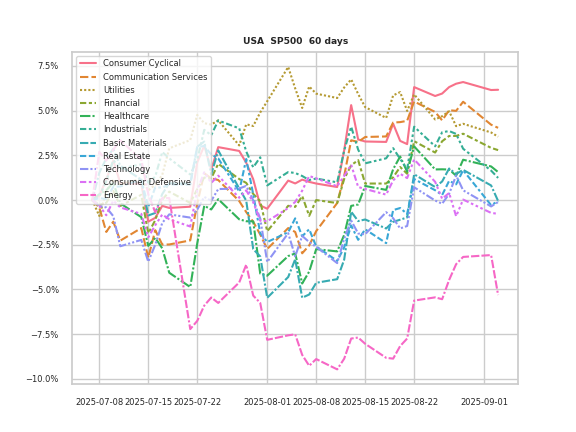 USA  SP500  60 days
7.5%
5.0%
2.5%
0.0%
−2.5%
−5.0%
−7.5%
−10.0%
Consumer Cyclical
Communication Services
Utilities
Financial
Healthcare
Industrials
Basic Materials
Real Estate
Technology
Consumer Defensive
Energy
2025-07-08 2025-07-15 2025-07-22 2025-08-01 2025-08-08 2025-08-15 2025-08-22 2025-09-01